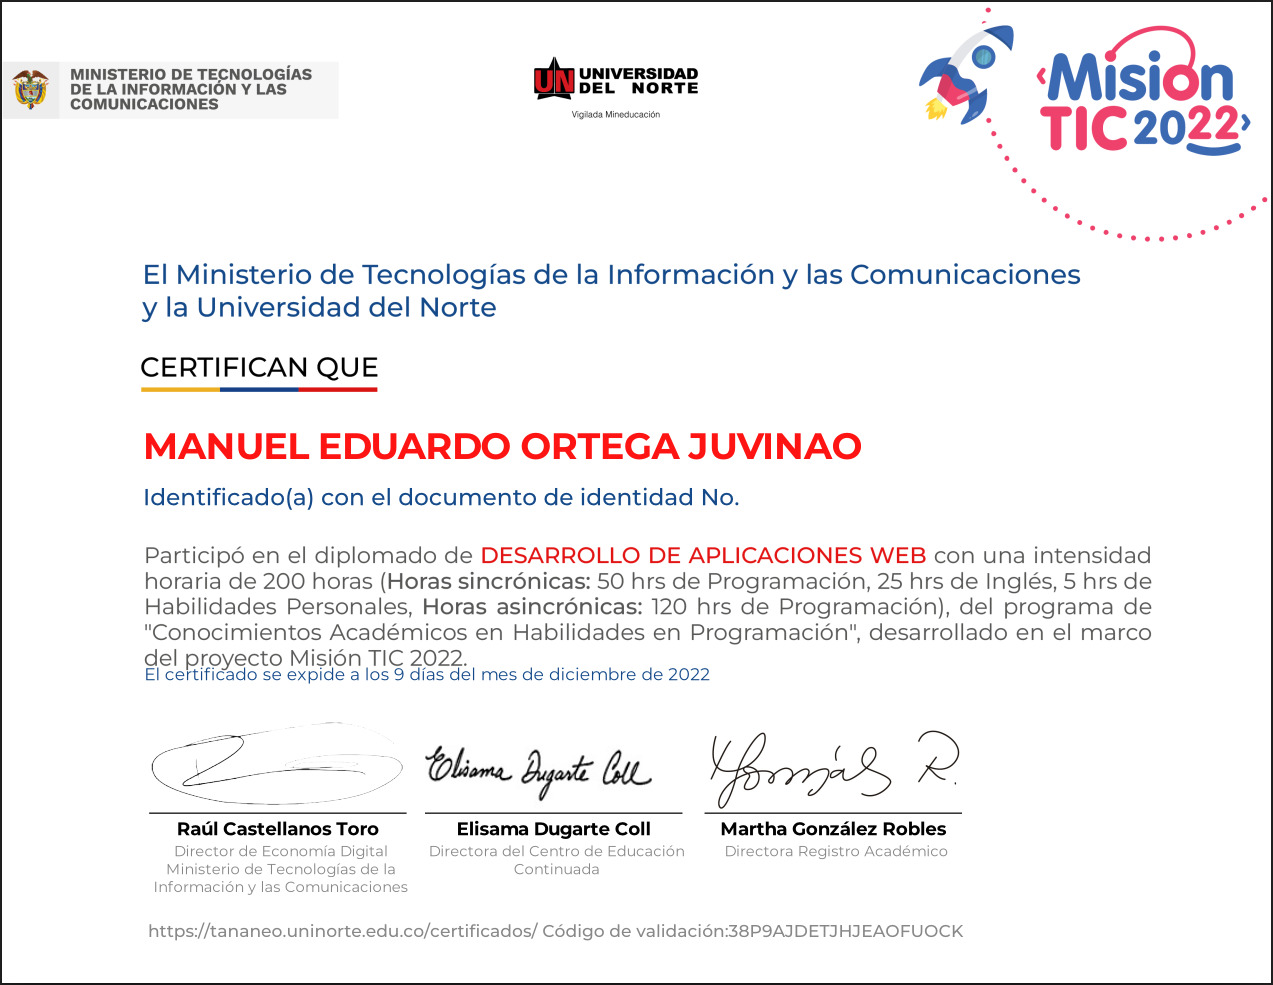 MINISTERIO DE TECNOLOGÍAS
DE LA INFORMACIÓN Y LAS
COMUNICACIONES
UN UNIVERSIDAD
DEL NORTE
Vigilada Mineducación
‹Misión
TIC 2022›
El Ministerio de Tecnologías de la Información y las Comunicaciones
y la Universidad del Norte
CERTIFICAN QUE
MANUEL EDUARDO ORTEGA JUVINAO
Identificado(a) con el documento de identidad No.
Participó en el diplomado de DESARROLLO DE APLICACIONES WEB con una intensidad
horaria de 200 horas (Horas sincrónicas: 50 hrs de Programación, 25 hrs de Inglés, 5 hrs de
Habilidades Personales, Horas asincrónicas: 120 hrs de Programación), del programa de
"Conocimientos Académicos en Habilidades en Programación", desarrollado en el marco
del proyecto Misión TIC 2022.
El certificado se expide a los 9 días del mes de diciembre de 2022
Elisama Dugarte Coll
Raúl Castellanos Toro
Director de Economía Digital
Ministerio de Tecnologías de la
Información y las Comunicaciones
Elisama Dugarte Coll
Directora del Centro de Educación
Continuada
Martha González Robles
Directora Registro Académico
https://tananeo.uninorte.edu.co/certificados/ Código de validación:38P9AJDETJHJEAOFUOCK